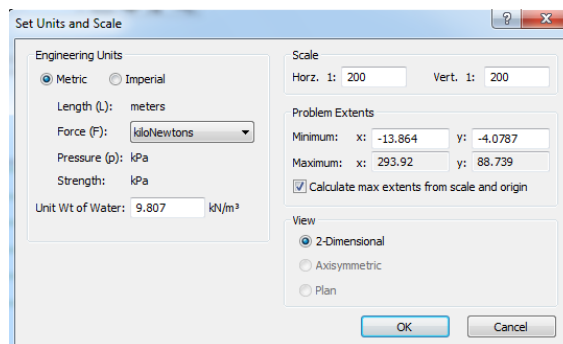 Set Units and Scale
?
X
Engineering Units
Metric Imperial
Length (L): meters
Force (F): kiloNewtons
Pressure (p): kPa
Strength: kPa
Unit Wt of Water: 9.807 kN/m³
Scale
Horz. 1: 200 Vert. 1: 200
Problem Extents
Minimum: x: -13.864 y: -4.0787
Maximum: x: 293.92 y: 88.739
Calculate max extents from scale and origin
View
2-Dimensional
Axisymmetric
Plan
OK Cancel